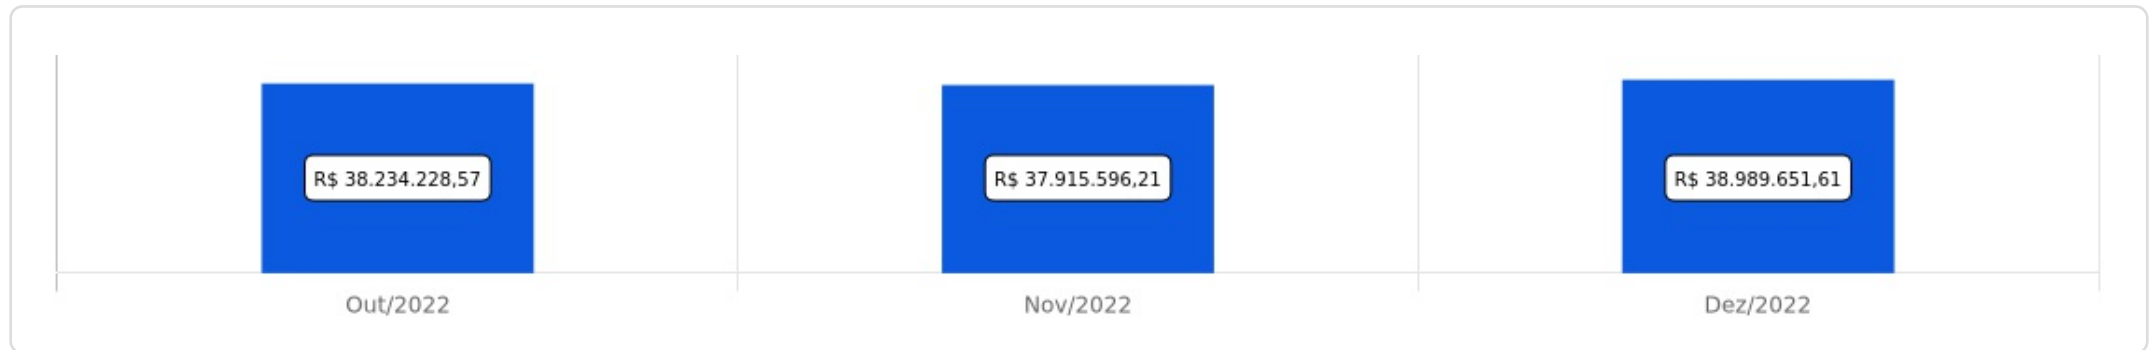 R$ 38.234.228,57
R$ 37.915.596,21
R$ 38.989.651,61
Out/2022
Nov/2022
Dez/2022